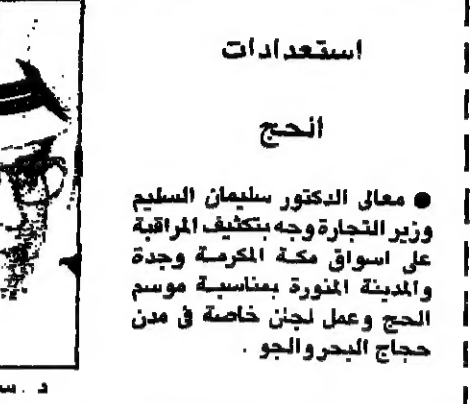 استعدادات
الحج
● معالي الدكتور سليمان السليم
وزير التجارة وجه بتكثيف المراقبة
على اسواق مكة المكرمة وجدة
والمدينة المنورة بمناسبة موسم
الحج وعمل لجان خاصة في مدن
حجاج البحر والجو .
د .